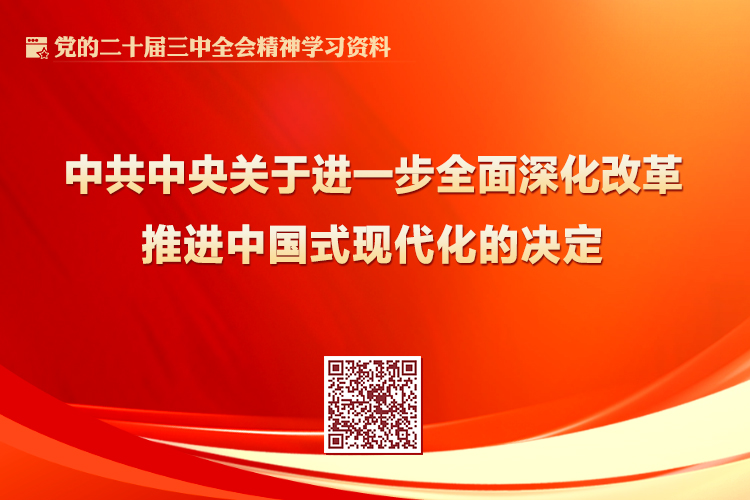 党的二十届三中全会精神学习资料
中共中央关于进一步全面深化改革
推进中国式现代化的决定